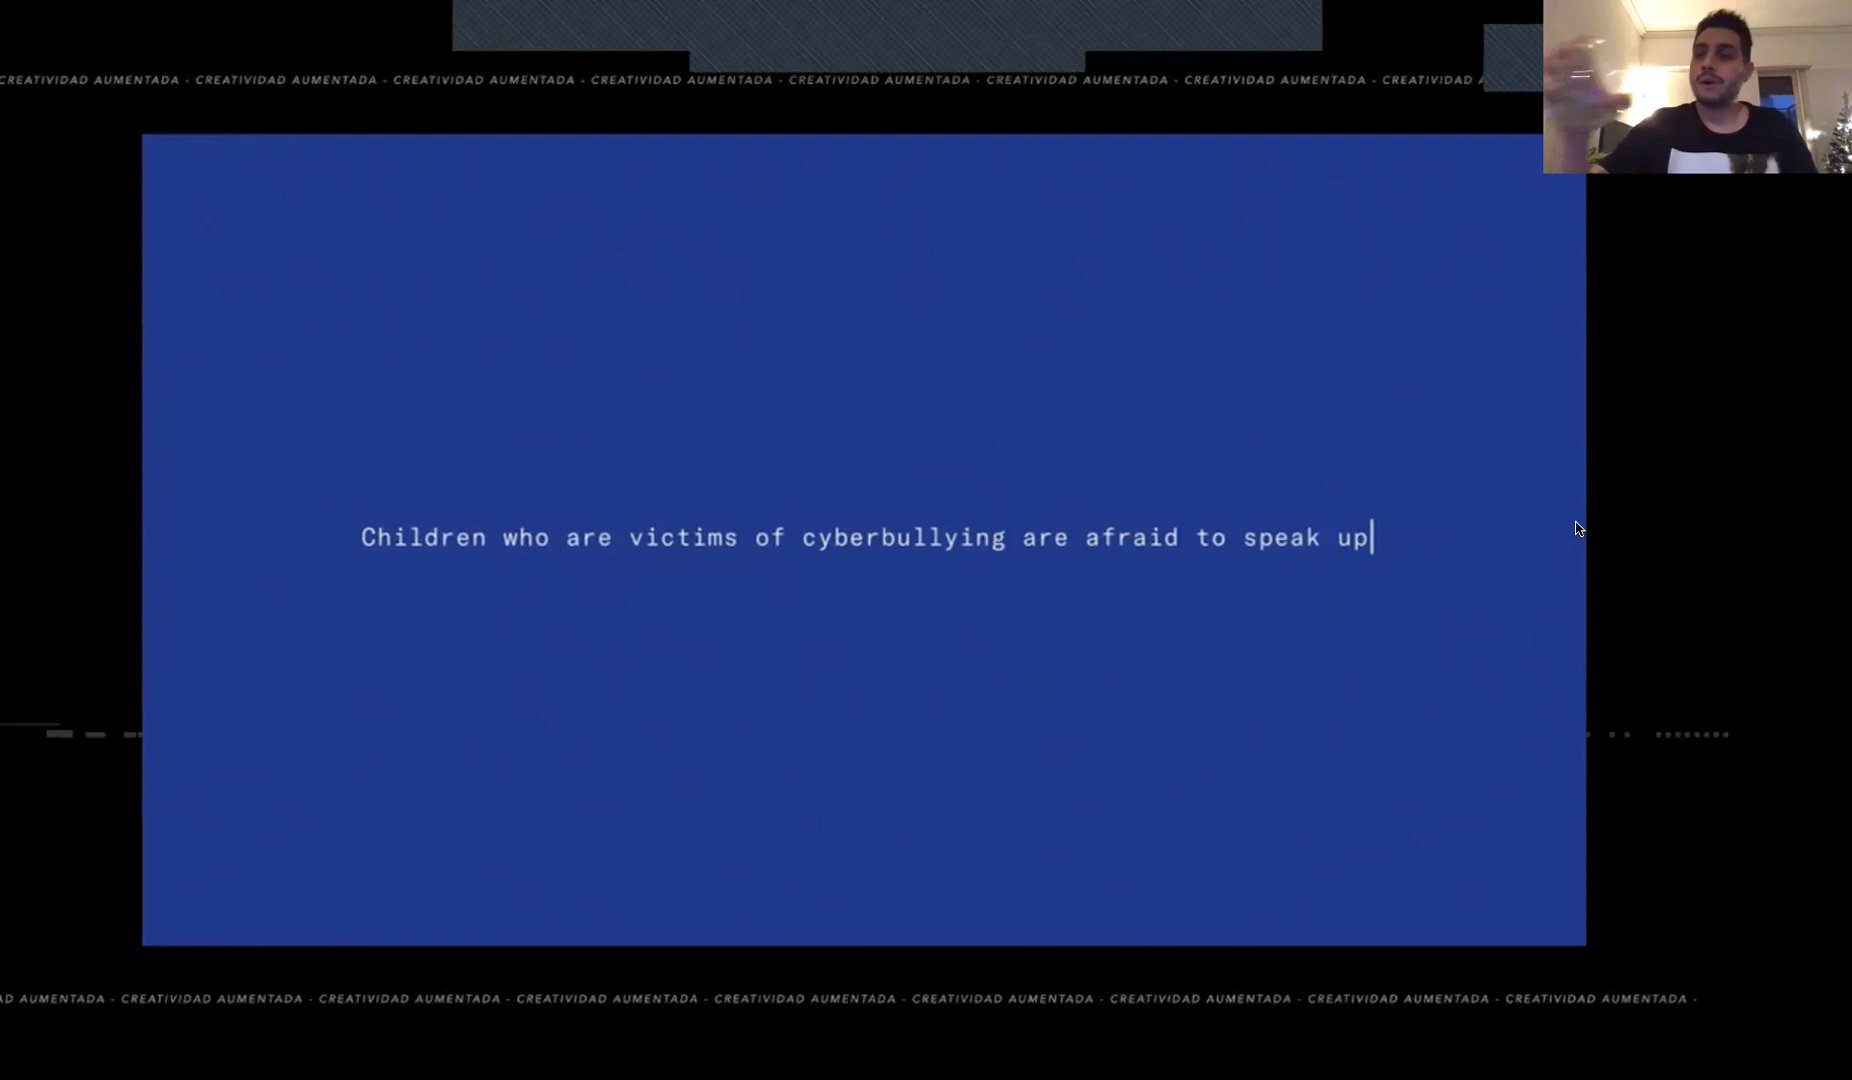 CREATIVIDAD AUMENTADA - CREATIVIDAD AUMENTADA - CREATIVIDAD AUMENTADA - CREATIVIDAD AUMENTADA - CREATIVIDAD AUMENTADA - CREATIVIDAD AUMENTADA - CREATIVIDAD AUMENTADA - CREATIVIDAD
Children who are victims of cyberbullying are afraid to speak up
AUMENTADA - CREATIVIDAD AUMENTADA - CREATIVIDAD AUMENTADA - CREATIVIDAD AUMENTADA - CREATIVIDAD AUMENTADA - CREATIVIDAD AUMENTADA - CREATIVIDAD AUMENTADA - CREATIVIDAD AUMENTADA - CREATIVIDAD AUMENTADA -